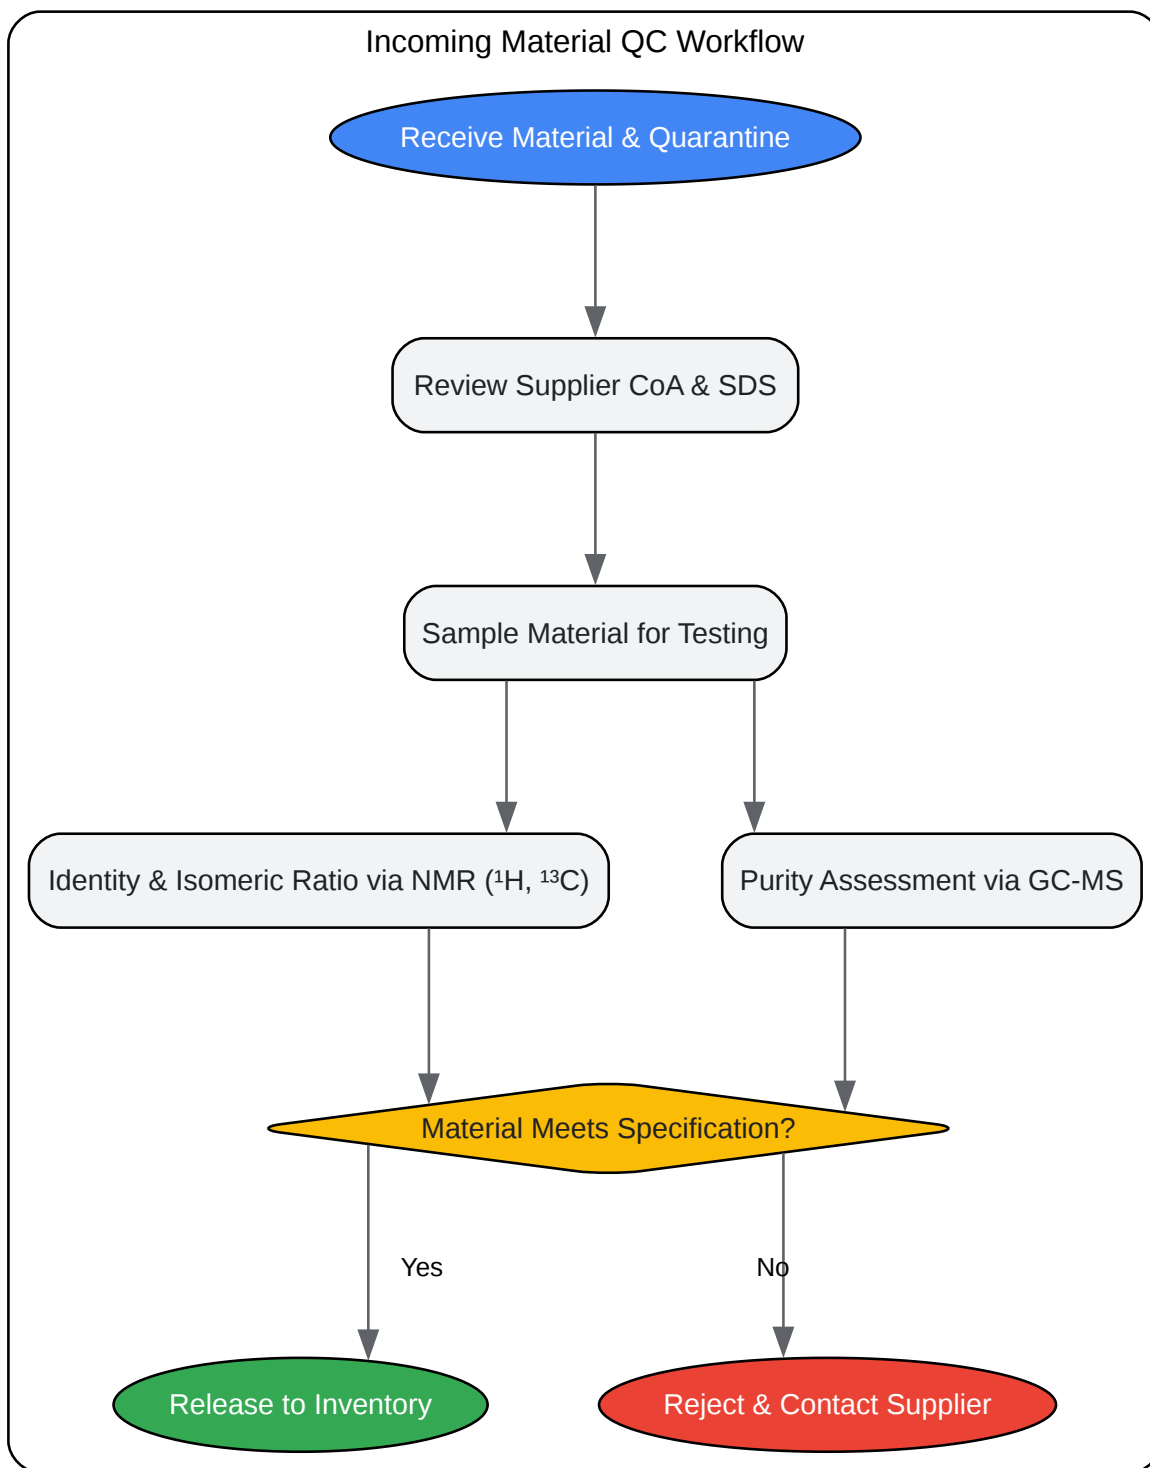 Incoming Material QC Workflow
Receive Material & Quarantine
Review Supplier CoA & SDS
Sample Material for Testing
Identity & Isomeric Ratio via NMR (¹H, ¹³C)
Purity Assessment via GC-MS
Material Meets Specification?
Yes
No
Release to Inventory
Reject & Contact Supplier